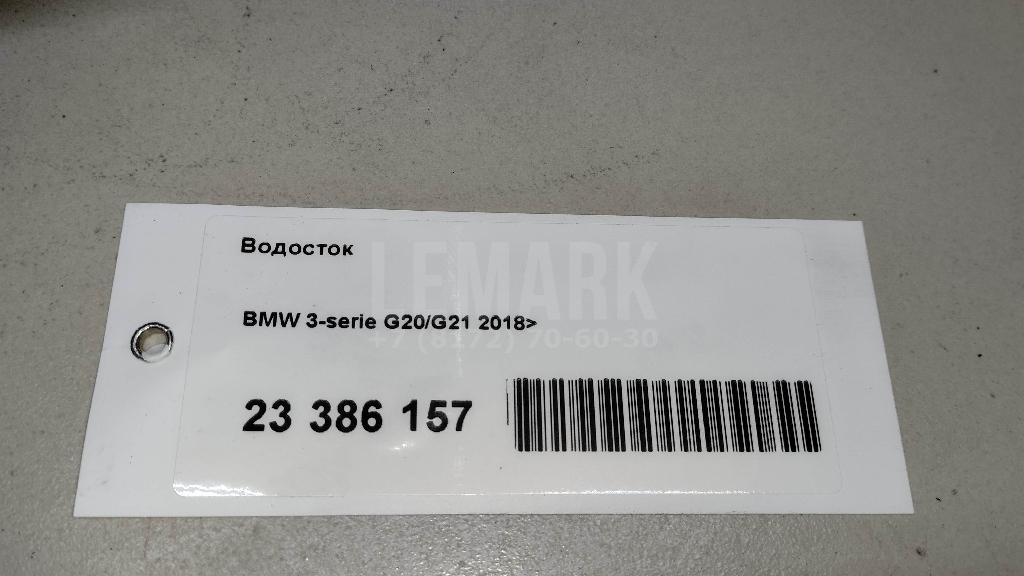 Водосток
LEMARK
BMW 3-serie G20/G21 2018>
+7 (8172) 70-60-30
23 386 157